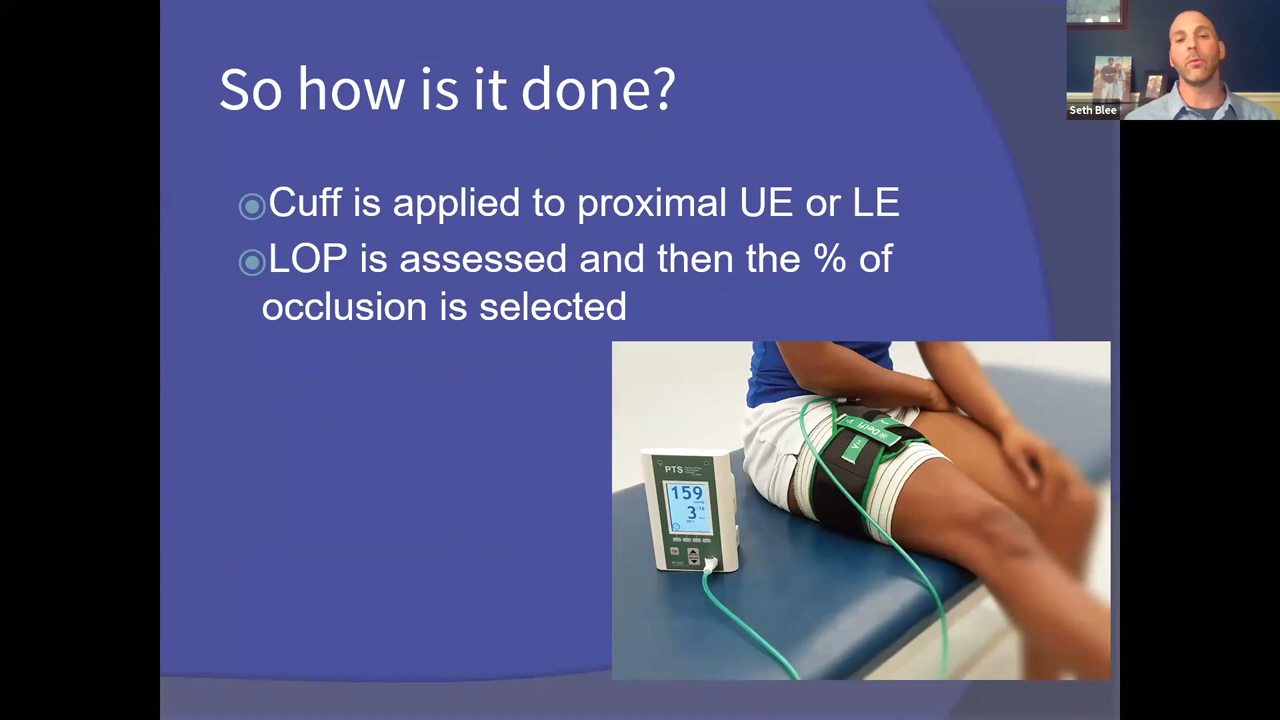 So how is it done?
Seth Blee
Cuff is applied to proximal UE or LE
LOP is assessed and then the % of
occlusion is selected
PTS
159
3
Delfi